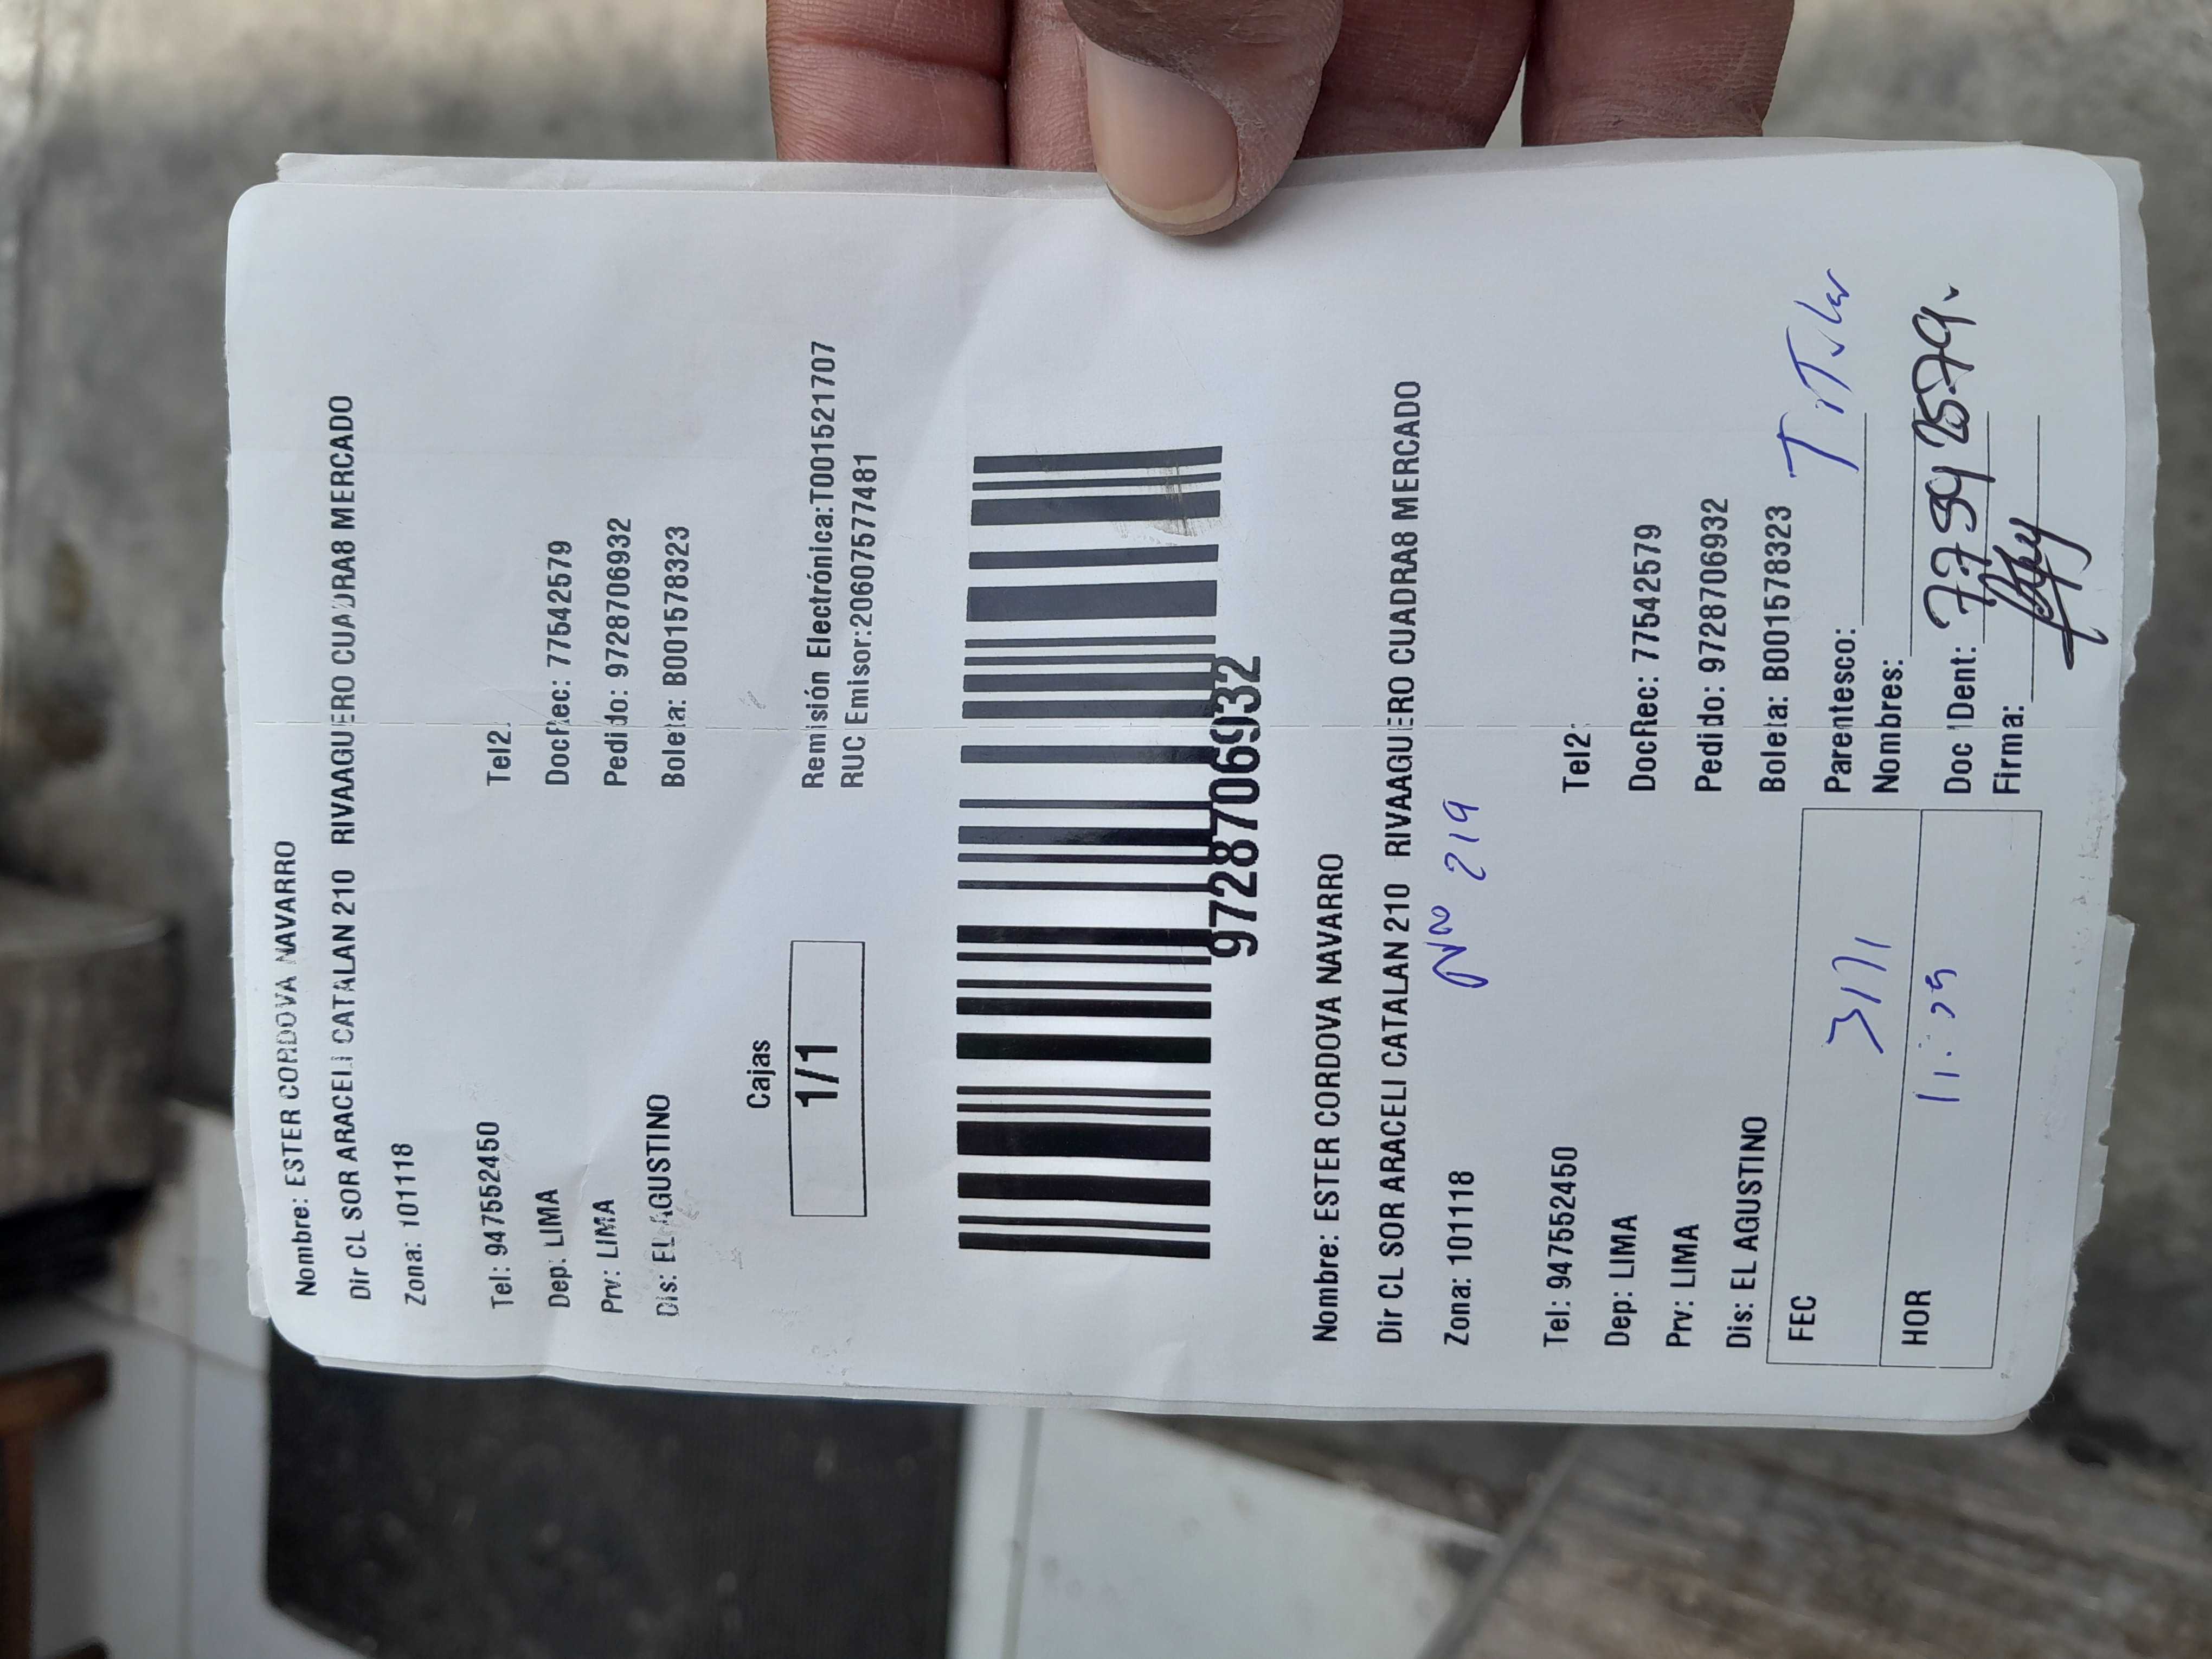 Nombre: ESTER CORDOVA NAVARRO
Dir CL SOR ARACELI CATALAN 210 RIVAAGUERO CUADRA8 MERCADO
Zona: 101118
Tel: 947552450 Tel2:
Dep: LIMA DocRec: 77542579
Prv: LIMA Pedido: 97287706932
Dis: EL AGUSTINO Boleta: B001578323
Cajas
1/1
Remisión Electrónica:T001521707
RUC Emisor:20607577481
97287706932
Nombre: ESTER CORDOVA NAVARRO
Dir CL SOR ARACELI CATALAN 210 RIVAAGUERO CUADRA8 MERCADO
Zona: 101118 No 219
Tel: 947552450 Tel2:
Dep: LIMA DocRec: 77542579
Prv: LIMA Pedido: 97287706932
Dis: EL AGUSTINO Boleta: B001578323
FEC Parentesco: Titular
Nombres:
HOR Doc IDent:
Firma: